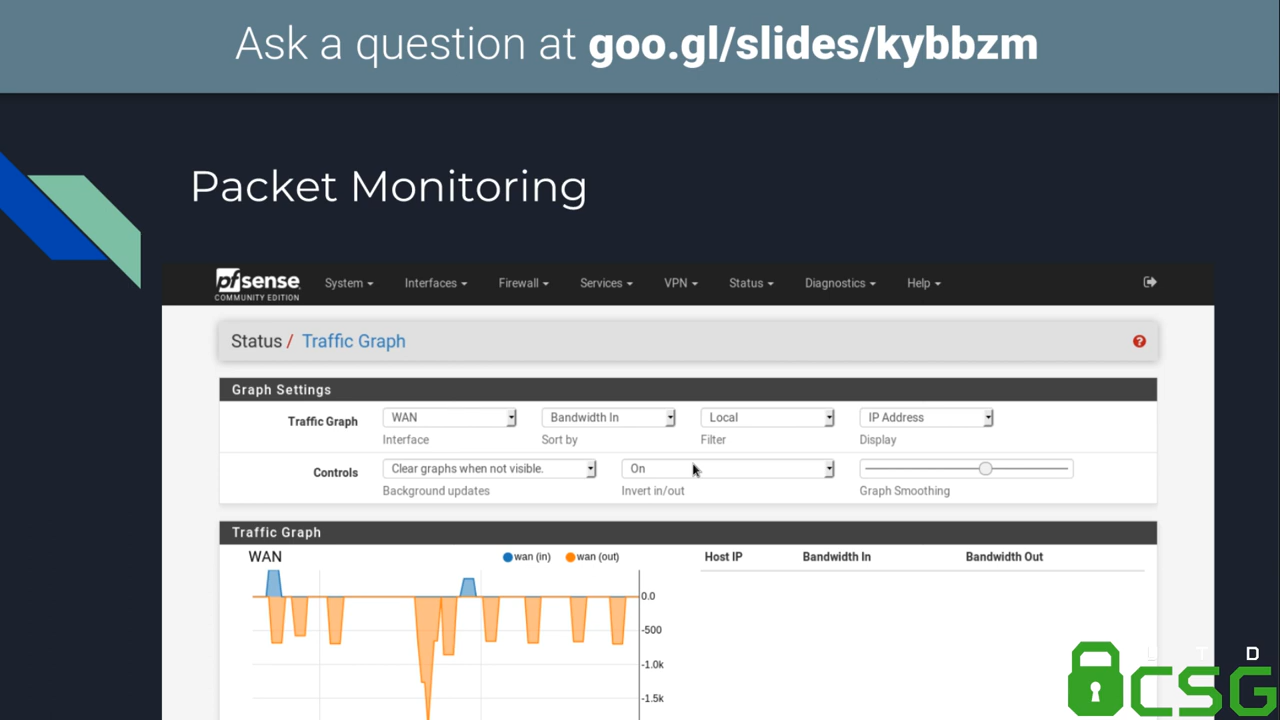 Ask a question at goo.gl/slides/kybbzm
Packet Monitoring
pfsense
COMMUNITY EDITION
System Interfaces Firewall Services VPN Status Diagnostics Help
Status / Traffic Graph
?
Graph Settings
Traffic Graph WAN Bandwidth In Local IP Address
Interface Sort by Filter Display
Controls Clear graphs when not visible. On
Background updates Invert in/out Graph Smoothing
Traffic Graph
WAN wan (in) wan (out) Host IP Bandwidth In Bandwidth Out
0.0
-500
-1.0k
-1.5k
L T D
CSG